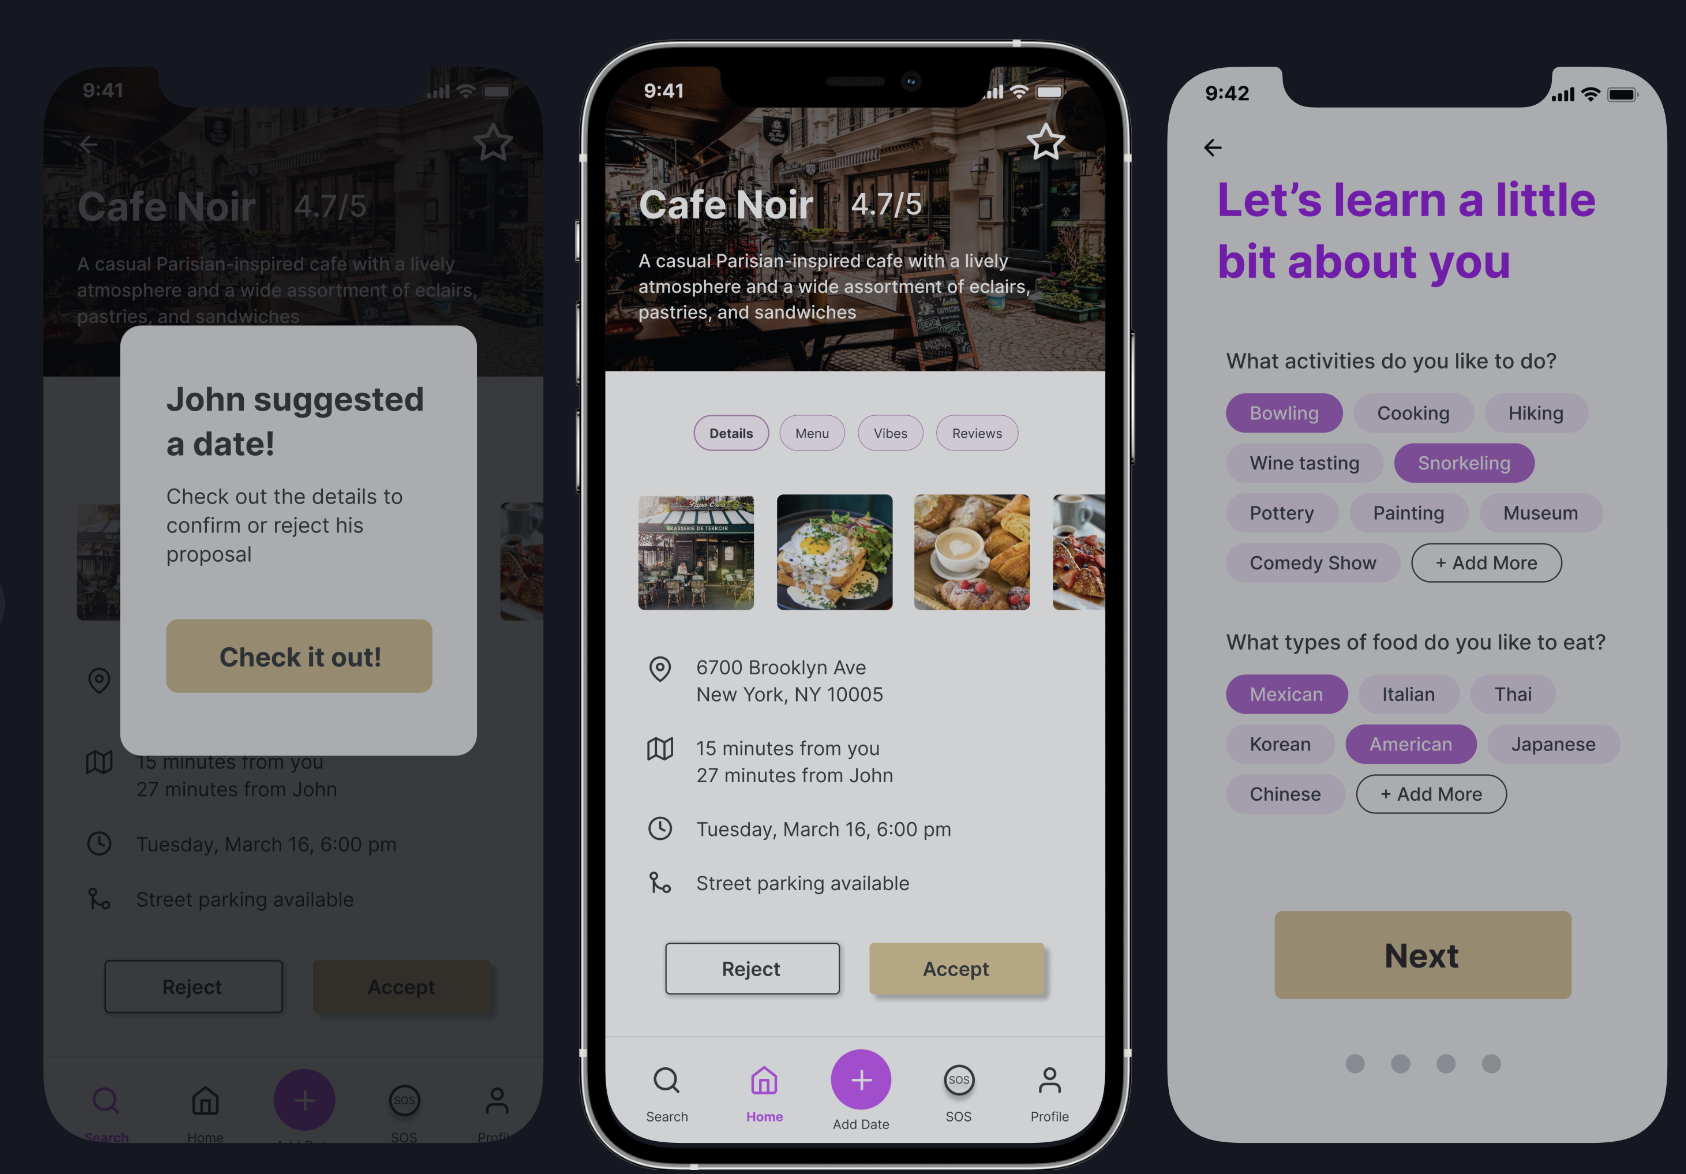 9:41
Cafe Noir 4.7/5
A casual Parisian-inspired cafe with a lively
atmosphere and a wide assortment of eclairs,
pastries, and sandwiches
John suggested
a date!
Check out the details to
confirm or reject his
proposal
Check it out!
15 minutes from you
27 minutes from John
Tuesday, March 16, 6:00 pm
Street parking available
Reject
Accept
Search
Home
Add Date
SOS
SOS
Profile
9:41
Cafe Noir 4.7/5
A casual Parisian-inspired cafe with a lively
atmosphere and a wide assortment of eclairs,
pastries, and sandwiches
Details
Menu
Vibes
Reviews
BRASSERIE DE TERROIR
6700 Brooklyn Ave
New York, NY 10005
15 minutes from you
27 minutes from John
Tuesday, March 16, 6:00 pm
Street parking available
Reject
Accept
Search
Home
Add Date
SOS
SOS
Profile
9:42
Let's learn a little
bit about you
What activities do you like to do?
Bowling
Cooking
Hiking
Wine tasting
Snorkeling
Pottery
Painting
Museum
Comedy Show
+ Add More
What types of food do you like to eat?
Mexican
Italian
Thai
Korean
American
Japanese
Chinese
+ Add More
Next